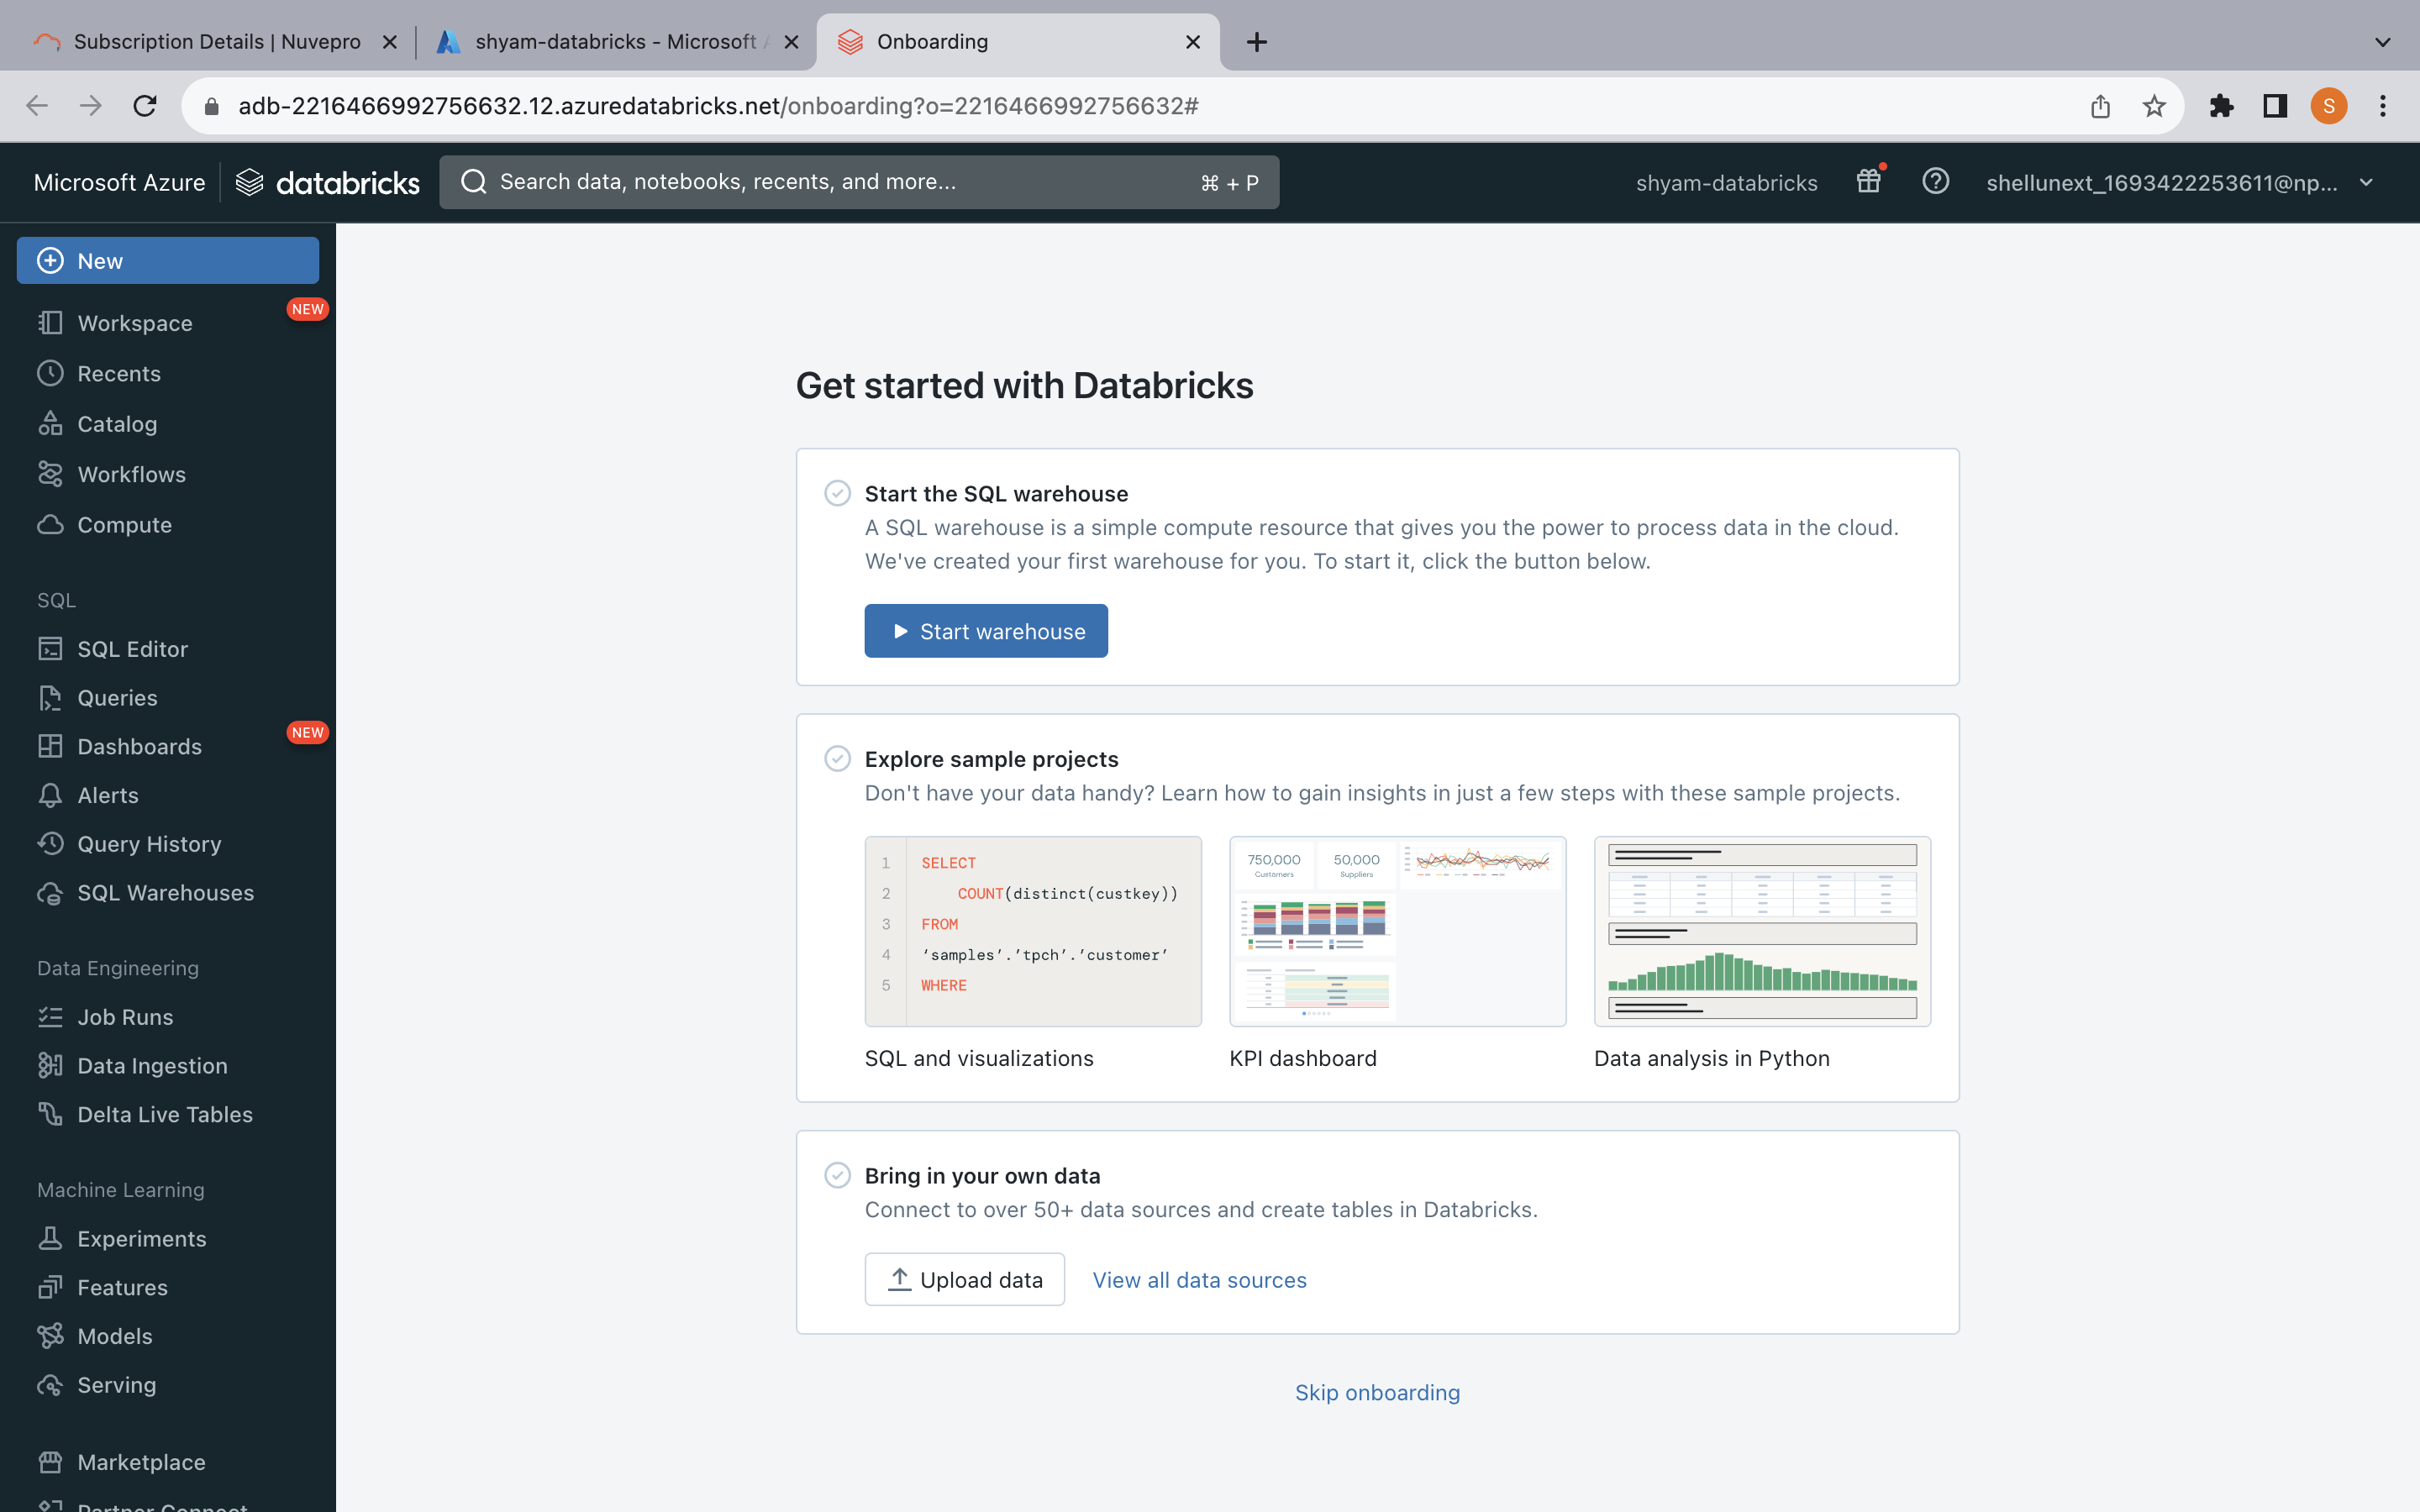 Subscription Details | Nuvepro
shyam-databricks - Microsoft A
Onboarding
adb-2216466992756632.12.azuredatabricks.net/onboarding?o=2216466992756632#
S
Microsoft Azure
databricks
Search data, notebooks, recents, and more...
⌘ + P
shyam-databricks
shellunext_1693422253611@np...
New
Workspace
NEW
Recents
Catalog
Workflows
Compute
SQL
SQL Editor
Queries
Dashboards
NEW
Alerts
Query History
SQL Warehouses
Data Engineering
Job Runs
Data Ingestion
Delta Live Tables
Machine Learning
Experiments
Features
Models
Serving
Marketplace
Partner Connect
Get started with Databricks
Start the SQL warehouse
A SQL warehouse is a simple compute resource that gives you the power to process data in the cloud.
We've created your first warehouse for you. To start it, click the button below.
Start warehouse
Explore sample projects
Don't have your data handy? Learn how to gain insights in just a few steps with these sample projects.
1 SELECT
2 COUNT(distinct(custkey))
3 FROM
4 ‘samples’.’tpch’.’customer’
5 WHERE
750,000
Customers
50,000
Suppliers
SQL and visualizations
KPI dashboard
Data analysis in Python
Bring in your own data
Connect to over 50+ data sources and create tables in Databricks.
Upload data
View all data sources
Skip onboarding